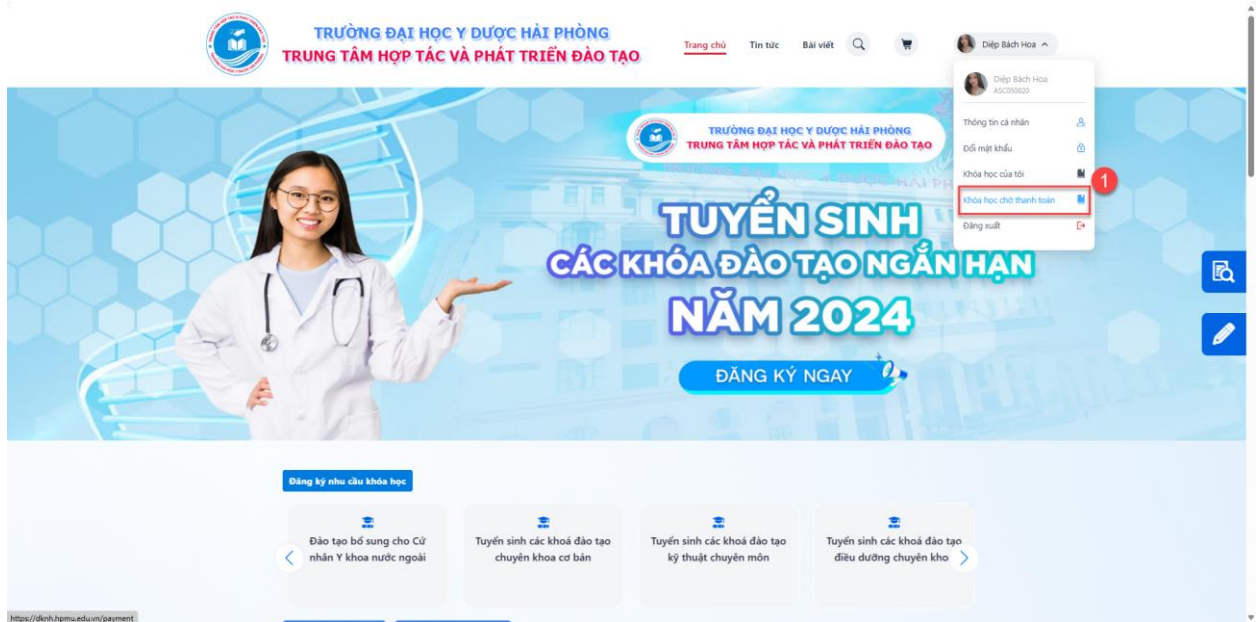 TRƯỜNG ĐẠI HỌC Y DƯỢC HẢI PHÒNG
TRUNG TÂM HỢP TÁC VÀ PHÁT TRIỂN ĐÀO TẠO
Trang chủ
Tin tức
Bài viết
Diệp Bách Hoa
Diệp Bách Hoa
ASC050820
Thông tin cá nhân
Đổi mật khẩu
Khóa học của tôi
1
Khóa học chờ thanh toán
Đăng xuất
TRƯỜNG ĐẠI HỌC Y DƯỢC HẢI PHÒNG
TRUNG TÂM HỢP TÁC VÀ PHÁT TRIỂN ĐÀO TẠO
TUYỂN SINH
CÁC KHÓA ĐÀO TẠO NGẮN HẠN
NĂM 2024
ĐĂNG KÝ NGAY
Đăng ký nhu cầu khóa học
Đào tạo bổ sung cho Cử
nhân Y khoa nước ngoài
Tuyển sinh các khoá đào tạo
chuyên khoa cơ bản
Tuyển sinh các khoá đào tạo
kỹ thuật chuyên môn
Tuyển sinh các khoá đào tạo
điều dưỡng chuyên kho
https://dknh.hpmu.edu.vn/payment